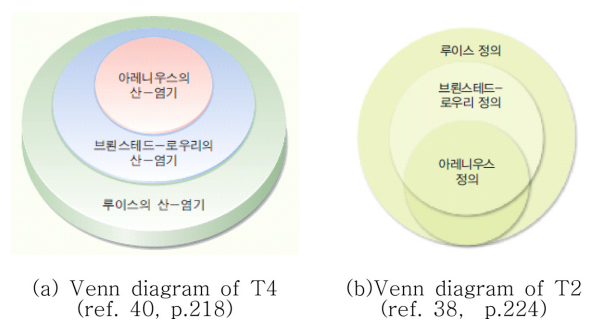 아레니우스의
산-염기
브뢴스테드-로우리의
산-염기
루이스의 산-염기
루이스 정의
브뢴스테드-
로우리 정의
아레니우스
정의
(a) Venn diagram of T4
(ref. 40, p.218)
(b)Venn diagram of T2
(ref. 38, p.224)